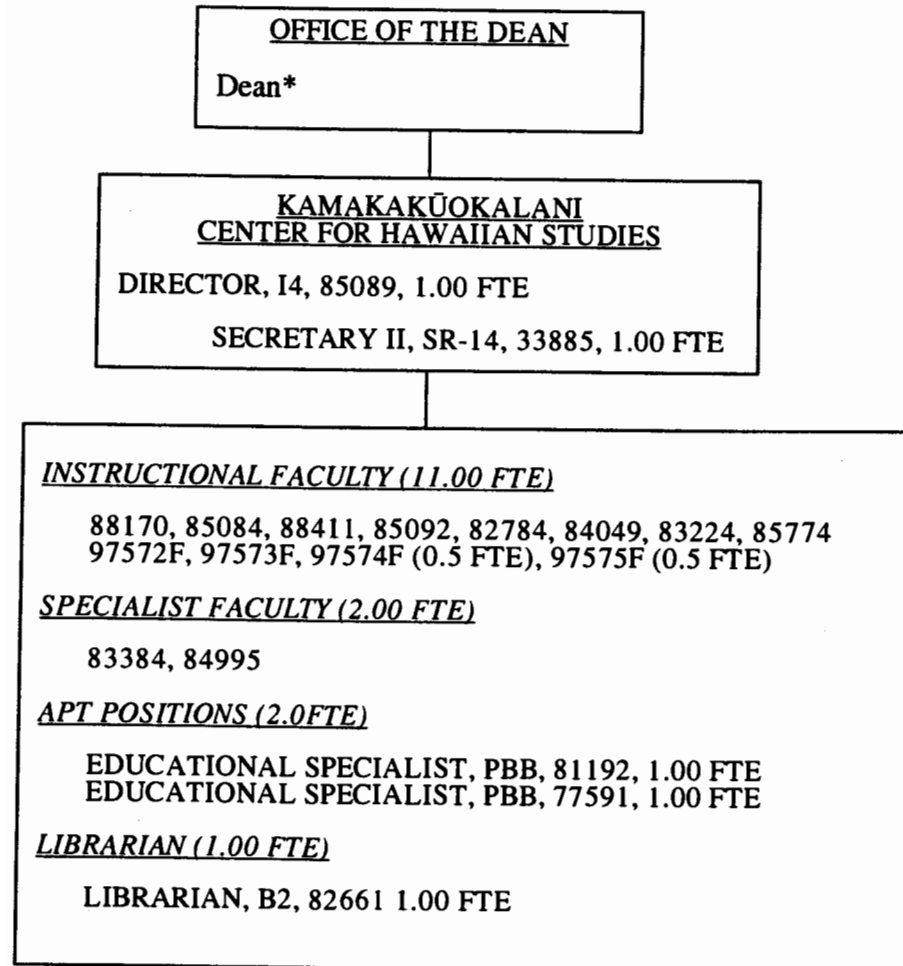 OFFICE OF THE DEAN
Dean*
KAMAKAKŪOKALANI
CENTER FOR HAWAIIAN STUDIES
DIRECTOR, I4, 85089, 1.00 FTE
SECRETARY II, SR-14, 33885, 1.00 FTE
INSTRUCTIONAL FACULTY (11.00 FTE)
88170, 85084, 88411, 85092, 82784, 84049, 83224, 85774
97572F, 97573F, 97574F (0.5 FTE), 97575F (0.5 FTE)
SPECIALIST FACULTY (2.00 FTE)
83384, 84995
APT POSITIONS (2.0FTE)
EDUCATIONAL SPECIALIST, PBB, 81192, 1.00 FTE
EDUCATIONAL SPECIALIST, PBB, 77591, 1.00 FTE
LIBRARIAN (1.00 FTE)
LIBRARIAN, B2, 82661 1.00 FTE